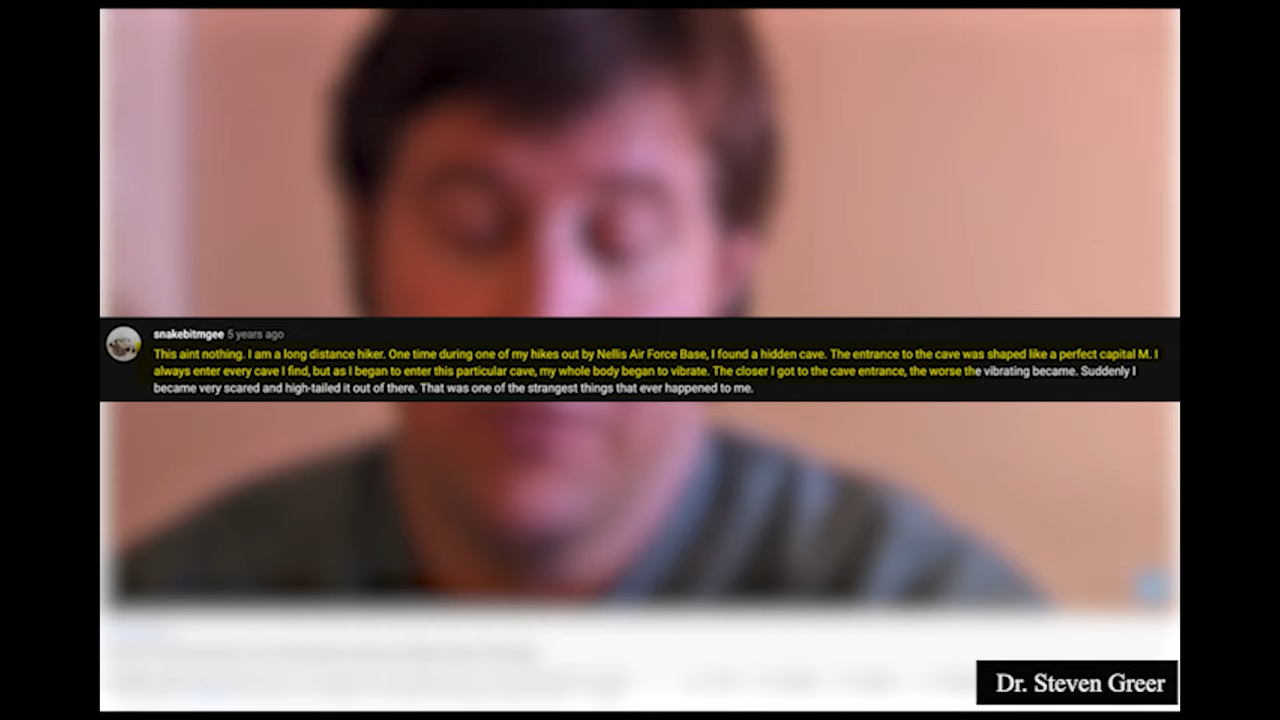 snakebitmgee 5 years ago
This aint nothing. I am a long distance hiker. One time during one of my hikes out by Nellis Air Force Base, I found a hidden cave. The entrance to the cave was shaped like a perfect capital M. I
always enter every cave I find, but as I began to enter this particular cave, my whole body began to vibrate. The closer I got to the cave entrance, the worse the vibrating became. Suddenly I
became very scared and high-tailed it out of there. That was one of the strangest things that ever happened to me.
Dr. Steven Greer